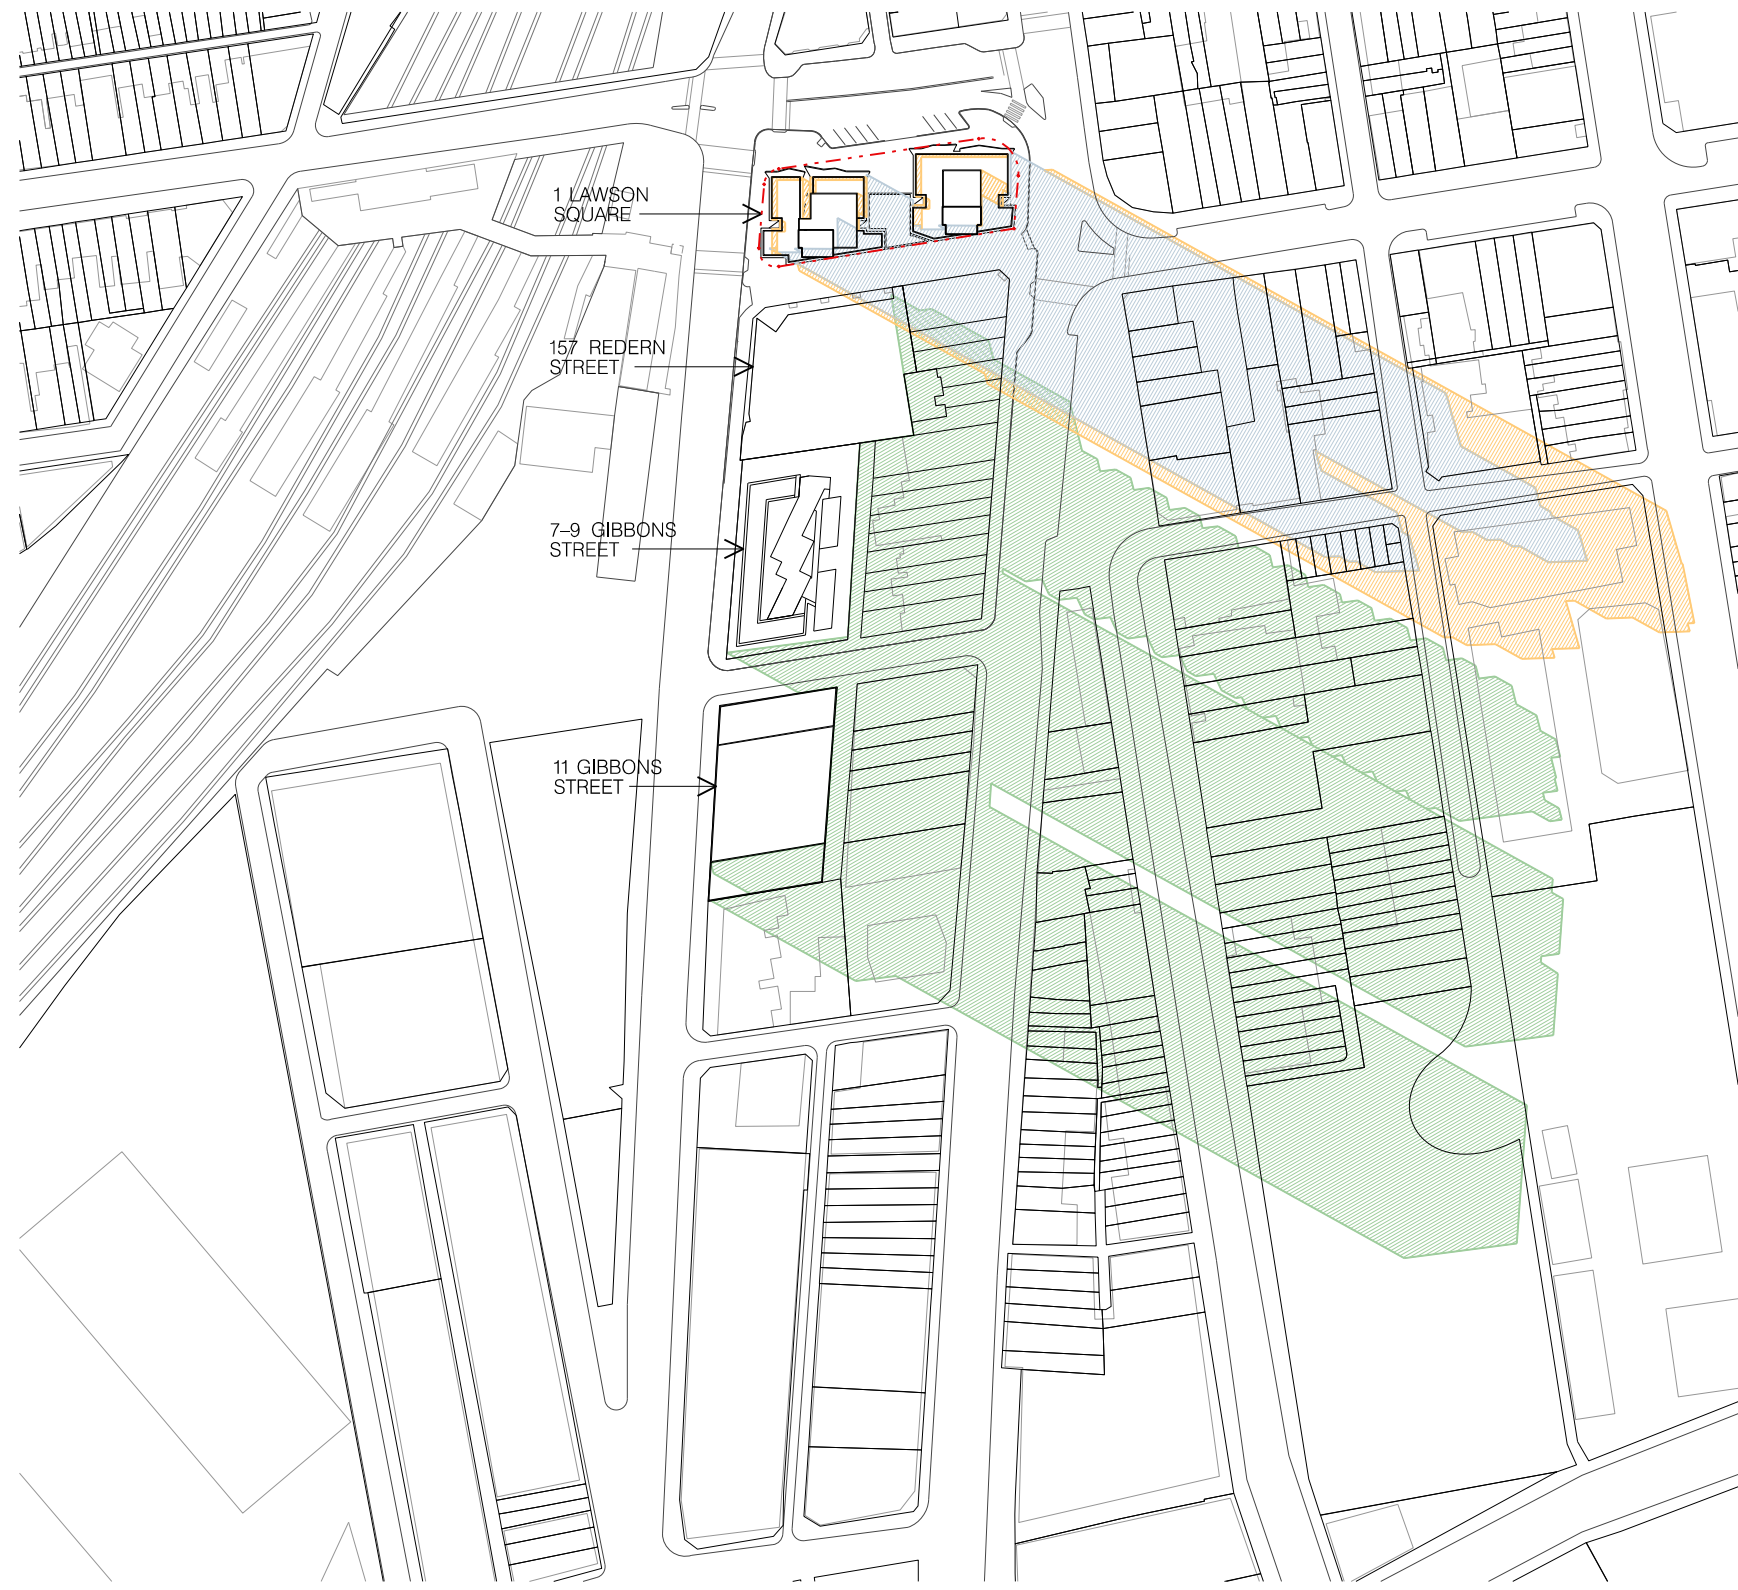 1 LAWSON
SQUARE
157 REDERN
STREET
7–9 GIBBONS
STREET
11 GIBBONS
STREET